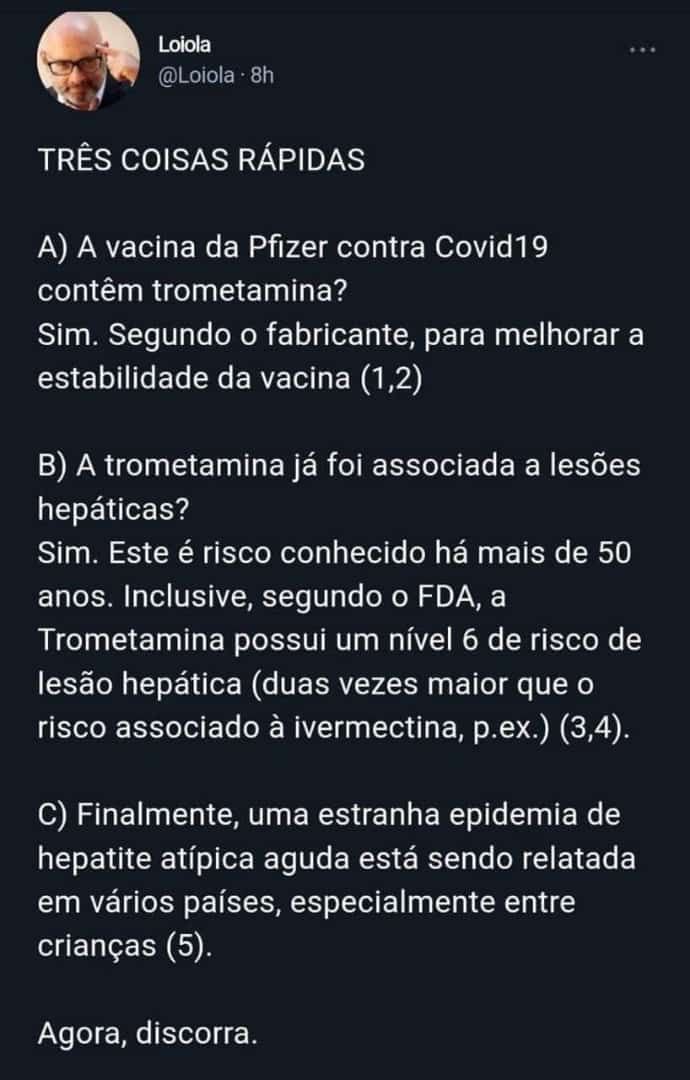 Loiola
@Loiola · 8h
TRÊS COISAS RÁPIDAS
A) A vacina da Pfizer contra Covid19
contêm trometamina?
Sim. Segundo o fabricante, para melhorar a
estabilidade da vacina (1,2)
B) A trometamina já foi associada a lesões
hepáticas?
Sim. Este é risco conhecido há mais de 50
anos. Inclusive, segundo o FDA, a
Trometamina possui um nível 6 de risco de
lesão hepática (duas vezes maior que o
risco associado à ivermectina, p.ex.) (3,4).
C) Finalmente, uma estranha epidemia de
hepatite atípica aguda está sendo relatada
em vários países, especialmente entre
crianças (5).
Agora, discorra.